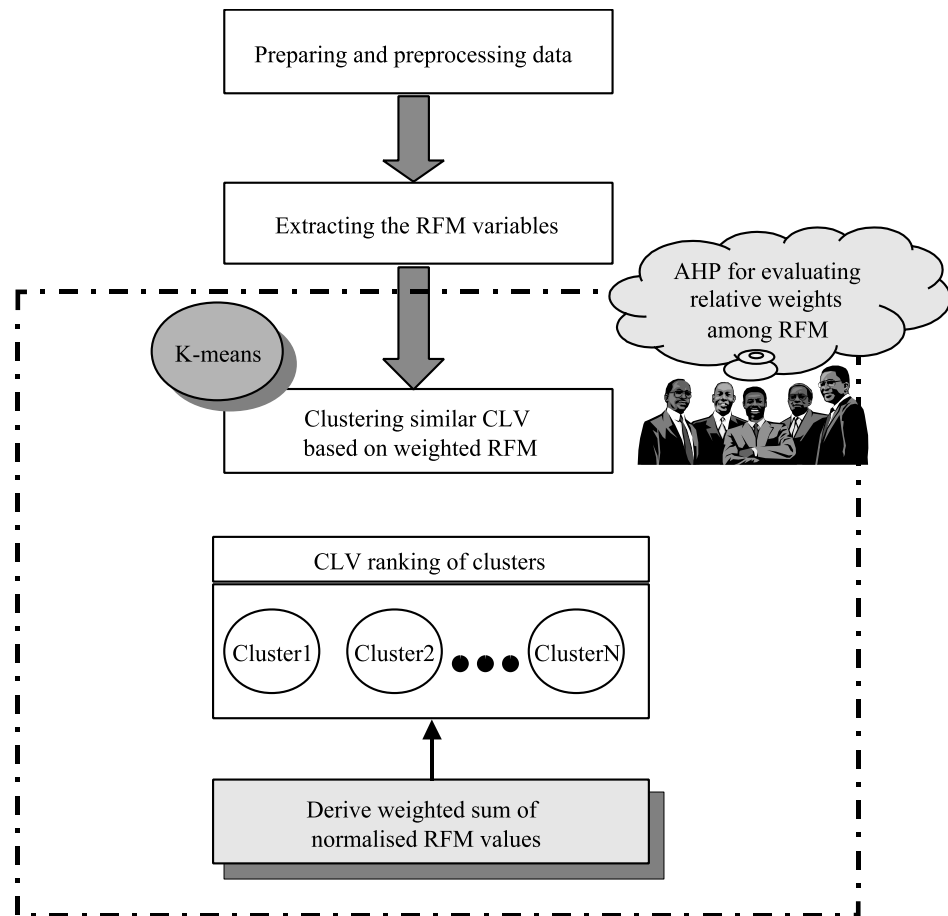 Preparing and preprocessing data
Extracting the RFM variables
AHP for evaluating
relative weights
among RFM
K-means
Clustering similar CLV
based on weighted RFM
CLV ranking of clusters
Cluster1
Cluster2
ClusterN
Derive weighted sum of
normalised RFM values